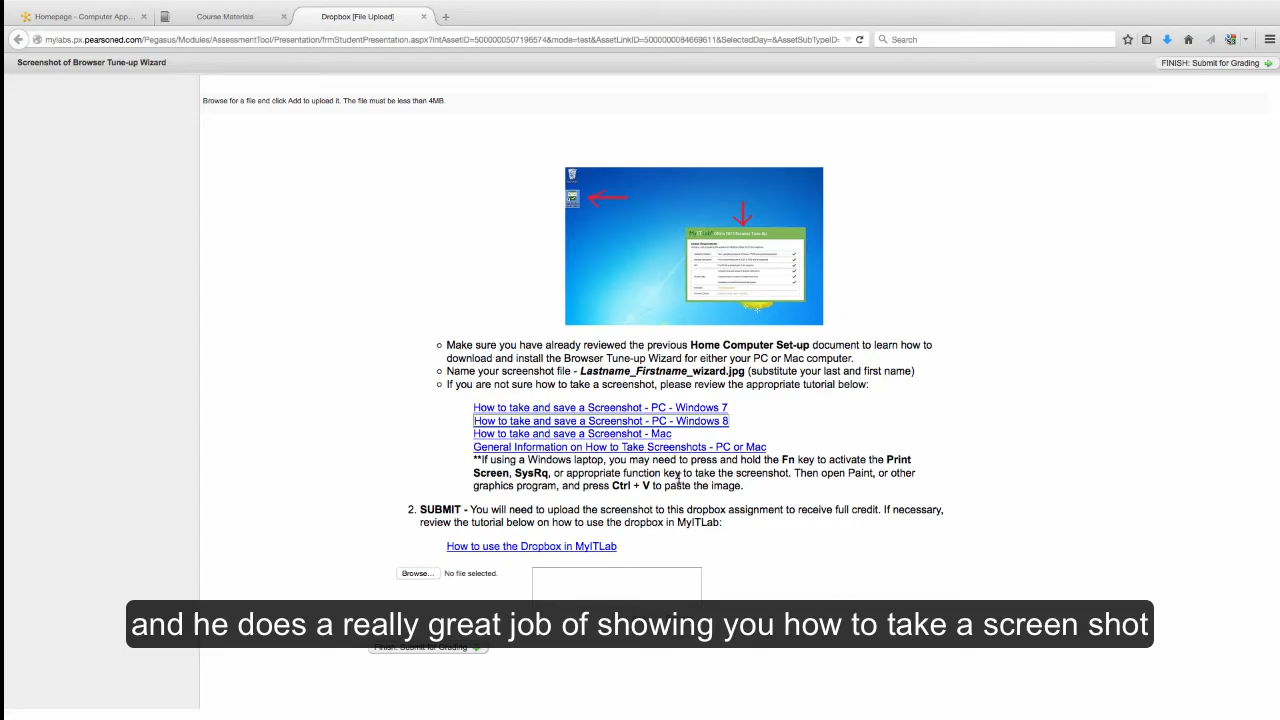 Homepage - Computer App...
Course Materials
Dropbox [File Upload]
mylabs.px.pearsoned.com/Pegasus/Modules/AssessmentTool/Presentation/frmStudentPresentation.aspx?IntAssetID=5000000507196574&mode=test&AssetLinkID=5000000084669611&SelectedDay=&AssetSubTypeID-
Search
Screenshot of Browser Tune-up Wizard
FINISH: Submit for Grading
Browse for a file and click Add to upload it. The file must be less than 4MB.
Office 2013 Browser Tune-Up
Make sure you have already reviewed the previous Home Computer Set-up document to learn how to
download and install the Browser Tune-up Wizard for either your PC or Mac computer.
Name your screenshot file - Lastname_Firstname_wizard.jpg (substitute your last and first name)
If you are not sure how to take a screenshot, please review the appropriate tutorial below:
How to take and save a Screenshot - PC - Windows 7
How to take and save a Screenshot - PC - Windows 8
How to take and save a Screenshot - Mac
General Information on How to Take Screenshots - PC or Mac
**If using a Windows laptop, you may need to press and hold the Fn key to activate the Print
Screen, SysRq, or appropriate function key to take the screenshot. Then open Paint, or other
graphics program, and press Ctrl + V to paste the image.
2. SUBMIT - You will need to upload the screenshot to this dropbox assignment to receive full credit. If necessary,
review the tutorial below on how to use the dropbox in MyITLab:
How to use the Dropbox in MyITLab
Browse... No file selected.
and he does a really great job of showing you how to take a screen shot
Finish: Submit for Grading